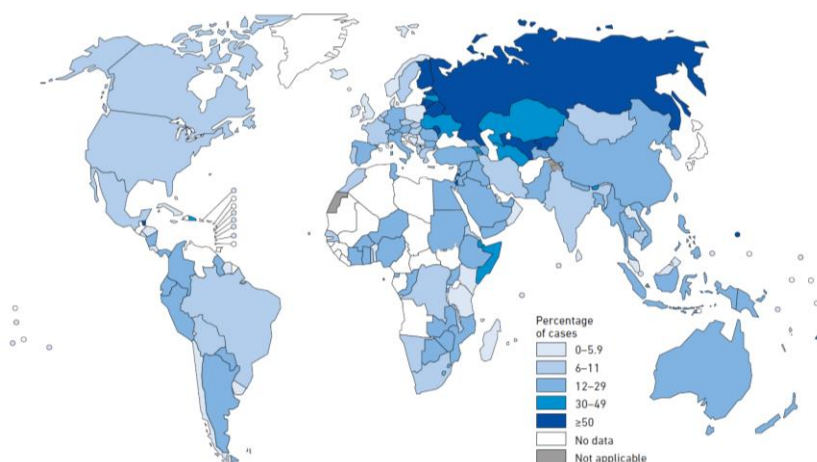 Percentage
of cases
0–5.9
6–11
12–29
30–49
≥50
No data
Not applicable